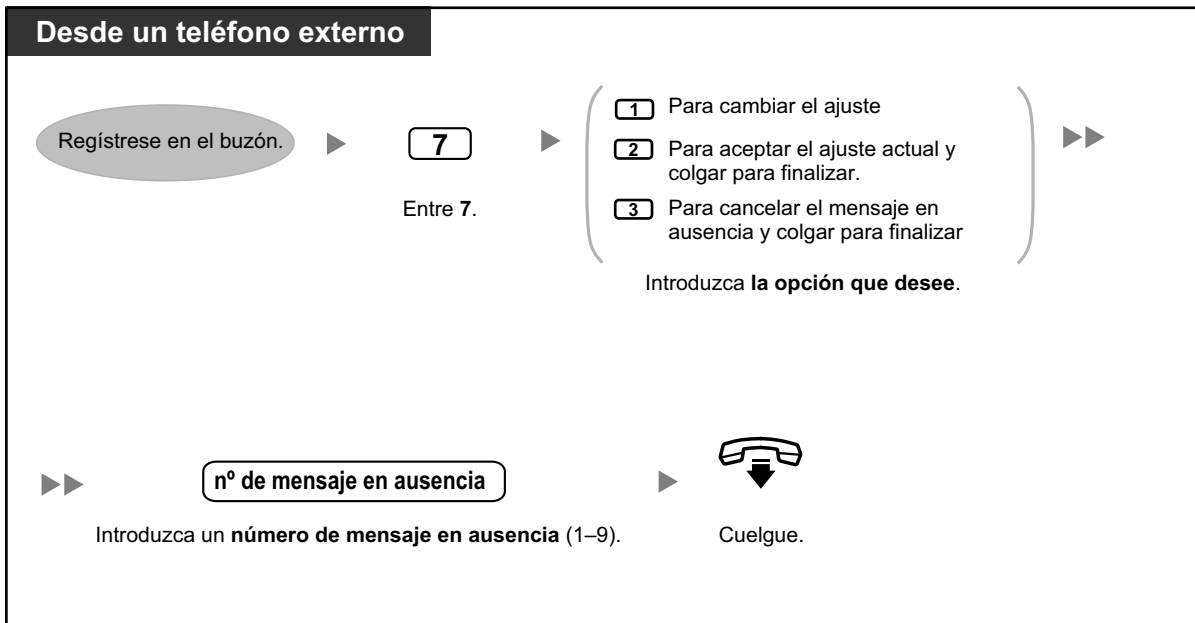 Desde un teléfono externo
Regístrese en el buzón.
7
Entre 7.
1 Para cambiar el ajuste
2 Para aceptar el ajuste actual y
colgar para finalizar.
3 Para cancelar el mensaje en
ausencia y colgar para finalizar
Introduzca la opción que desee.
nº de mensaje en ausencia
Introduzca un número de mensaje en ausencia (1–9).
Cuelgue.